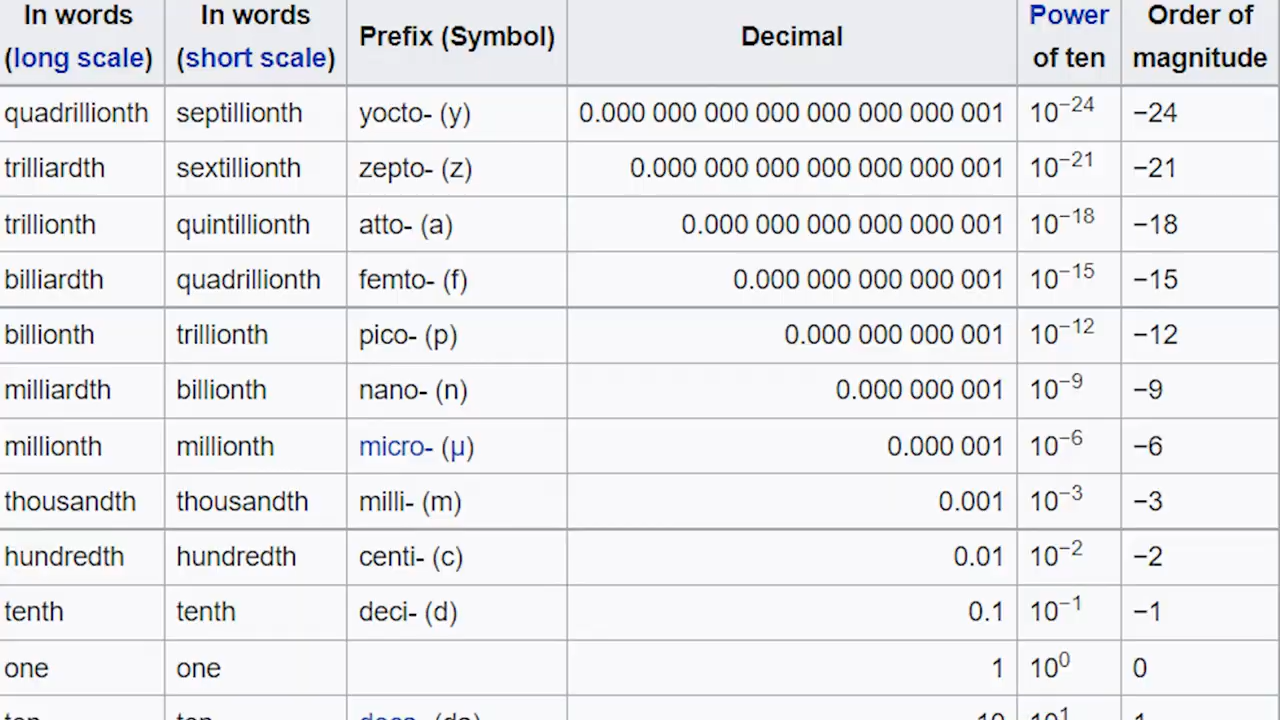 In words (long scale) In words (short scale) Prefix (Symbol) Decimal Power of ten Order of magnitude
quadrillionth septillionth yocto- (y) 0.000 000 000 000 000 000 000 001 10⁻²⁴ −24
trilliardth sextillionth zepto- (z) 0.000 000 000 000 000 000 001 10⁻²¹ −21
trillionth quintillionth atto- (a) 0.000 000 000 000 000 001 10⁻¹⁸ −18
billiardth quadrillionth femto- (f) 0.000 000 000 000 001 10⁻¹⁵ −15
billionth trillionth pico- (p) 0.000 000 000 001 10⁻¹² −12
milliardth billionth nano- (n) 0.000 000 001 10⁻⁹ −9
millionth millionth micro- (μ) 0.000 001 10⁻⁶ −6
thousandth thousandth milli- (m) 0.001 10⁻³ −3
hundredth hundredth centi- (c) 0.01 10⁻² −2
tenth tenth deci- (d) 0.1 10⁻¹ −1
one one 1 10⁰ 0